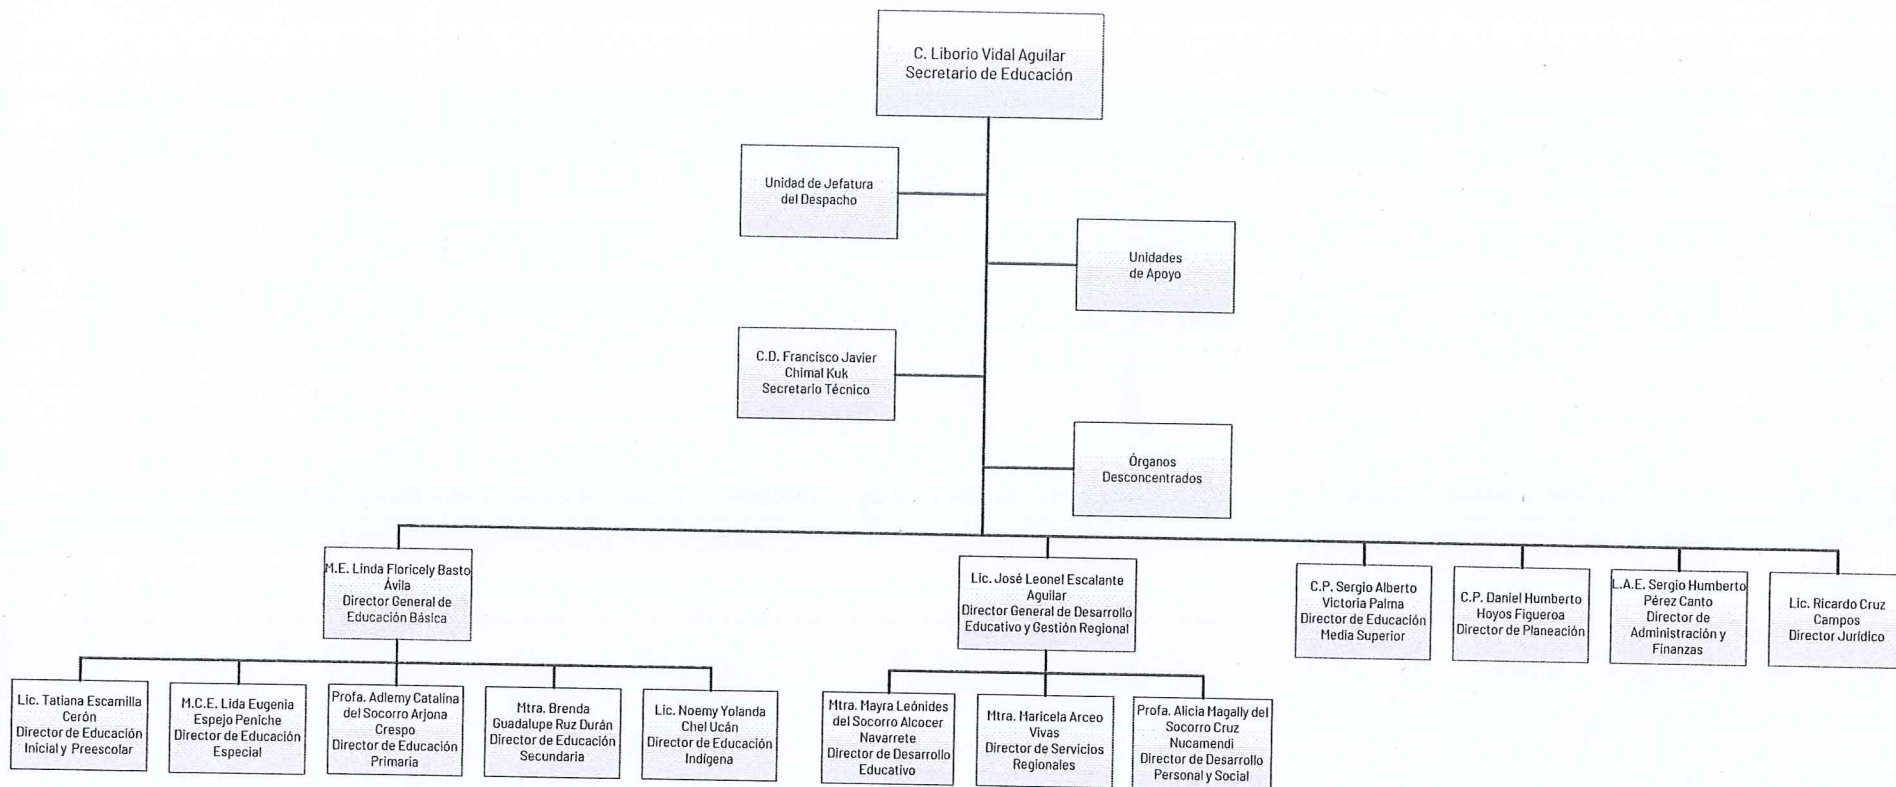 C. Liborio Vidal Aguilar
Secretario de Educación
Unidad de Jefatura
del Despacho
Unidades
de Apoyo
C.D. Francisco Javier
Chimal Kuk
Secretario Técnico
Órganos
Desconcentrados
M.E. Linda Floricely Basto
Ávila
Director General de
Educación Básica
Lic. José Leonel Escalante
Aguilar
Director General de Desarrollo
Educativo y Gestión Regional
C.P. Sergio Alberto
Victoria Palma
Director de Educación
Media Superior
C.P. Daniel Humberto
Hoyos Figueroa
Director de Planeación
L.A.E. Sergio Humberto
Pérez Canto
Director de
Administración y
Finanzas
Lic. Ricardo Cruz
Campos
Director Jurídico
Lic. Tatiana Escamilla
Cerón
Director de Educación
Inicial y Preescolar
M.C.E. Lida Eugenia
Espejo Peniche
Director de Educación
Especial
Profa. Adlemy Catalina
del Socorro Arjona
Crespo
Director de Educación
Primaria
Mtra. Brenda
Guadalupe Ruz Durán
Director de Educación
Secundaria
Lic. Noemy Yolanda
Chel Ucán
Director de Educación
Indígena
Mtra. Mayra Leónides
del Socorro Alcocer
Navarrete
Director de Desarrollo
Educativo
Mtra. Maricela Arceo
Vivas
Director de Servicios
Regionales
Profa. Alicia Magally del
Socorro Cruz
Nucamendi
Director de Desarrollo
Personal y Social